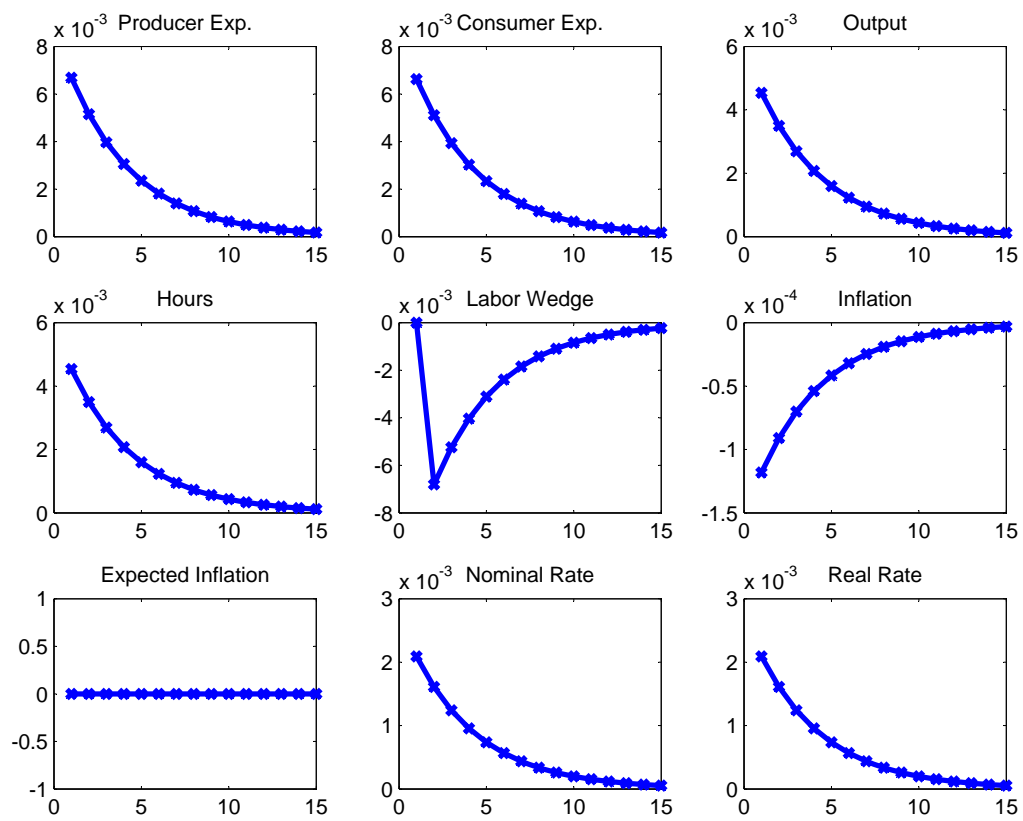 x 10-3 Producer Exp.
8
6
4
2
0
0 5 10 15
x 10-3 Consumer Exp.
8
6
4
2
0
0 5 10 15
x 10-3 Output
6
4
2
0
0 5 10 15
x 10-3 Hours
6
4
2
0
0 5 10 15
x 10-3 Labor Wedge
0
-2
-4
-6
-8
0 5 10 15
x 10-4 Inflation
0
-0.5
-1
-1.5
0 5 10 15
Expected Inflation
1
0.5
0
-0.5
-1
0 5 10 15
x 10-3 Nominal Rate
3
2
1
0
0 5 10 15
x 10-3 Real Rate
3
2
1
0
0 5 10 15